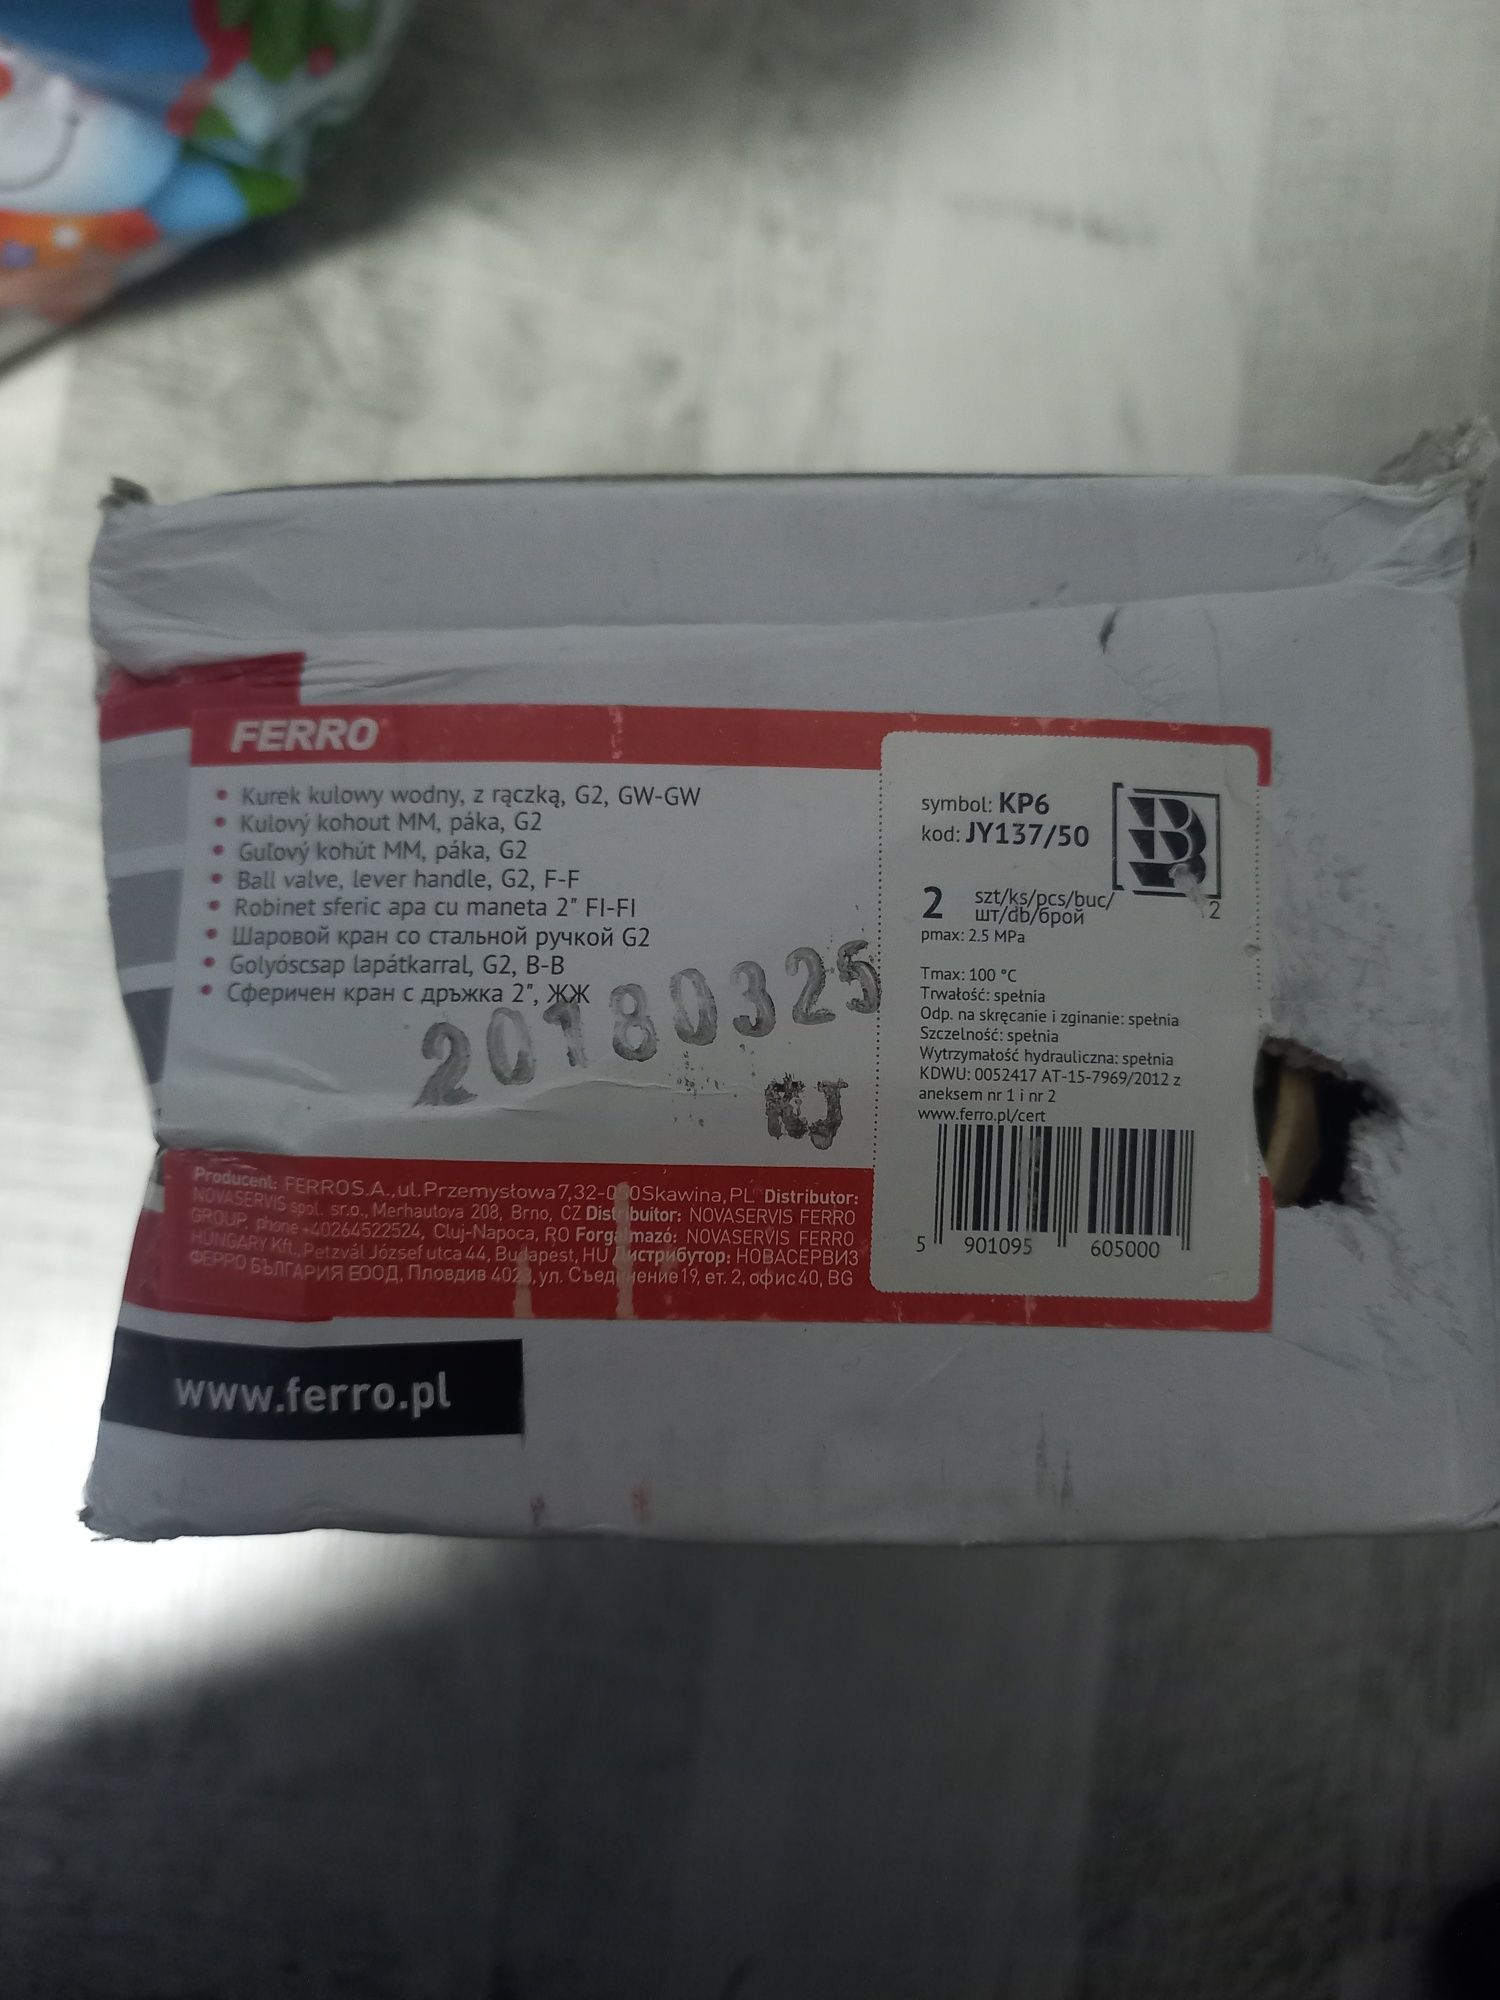 FERRO
• Kurek kulowy wodny, z rączką, G2, GW-GW
• Kulový kohout MM, páka, G2
• Guľový kohút MM, páka, G2
• Ball valve, lever handle, G2, F-F
• Robinet sferic apa cu maneta 2" FI-FI
• Шаровой кран со стальной ручкой G2
• Golyóscsap lapátkarral, G2, B-B
• Сферичен кран с дръжка 2", ЖЖ
20180325
KJ
symbol: KP6
kod: JY137/50
B
2
2 szt/ks/pcs/buc/
шт/db/брой
pmax: 2.5 MPa
Tmax: 100 °C
Trwałość: spełnia
Odp. na skręcanie i zginanie: spełnia
Szczelność: spełnia
Wytrzymałość hydrauliczna: spełnia
KDWU: 0052417 AT-15-7969/2012 z
aneksem nr 1 i nr 2
www.ferro.pl/cert
5 901095 605000
Producent: FERRO S.A., ul. Przemysłowa 7, 32-050 Skawina, PL Distributor:
NOVASERVIS spol. sr.o., Merhautova 208, Brno, CZ Distribuitor: NOVASERVIS FERRO
GROUP, phone +40264522524, Cluj-Napoca, RO Forgalmazó: NOVASERVIS FERRO
HUNGARY Kft., Petzvál József utca 44, Budapest, HU Дистрибутор: НОВАСЕРВИЗ
ФЕРРО БЪЛГАРИЯ ЕООД, Пловдив 4023, ул. Съединение 19, ет. 2, офис 40, BG
www.ferro.pl